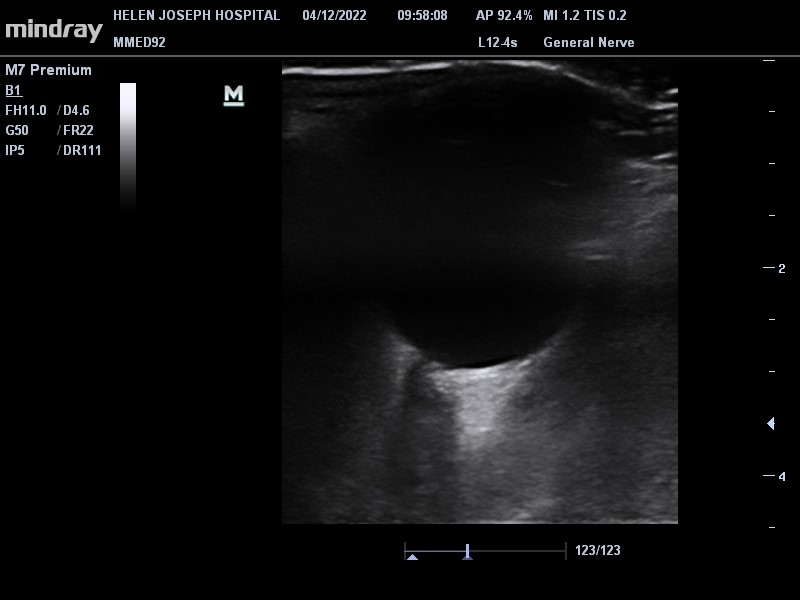 mindray
HELEN JOSEPH HOSPITAL 04/12/2022 09:58:08 AP 92.4% MI 1.2 TIS 0.2
MMED92 L12-4s General Nerve
M7 Premium
B1
FH11.0 / D4.6
G50 / FR22
IP5 / DR111
M
2
4
123/123